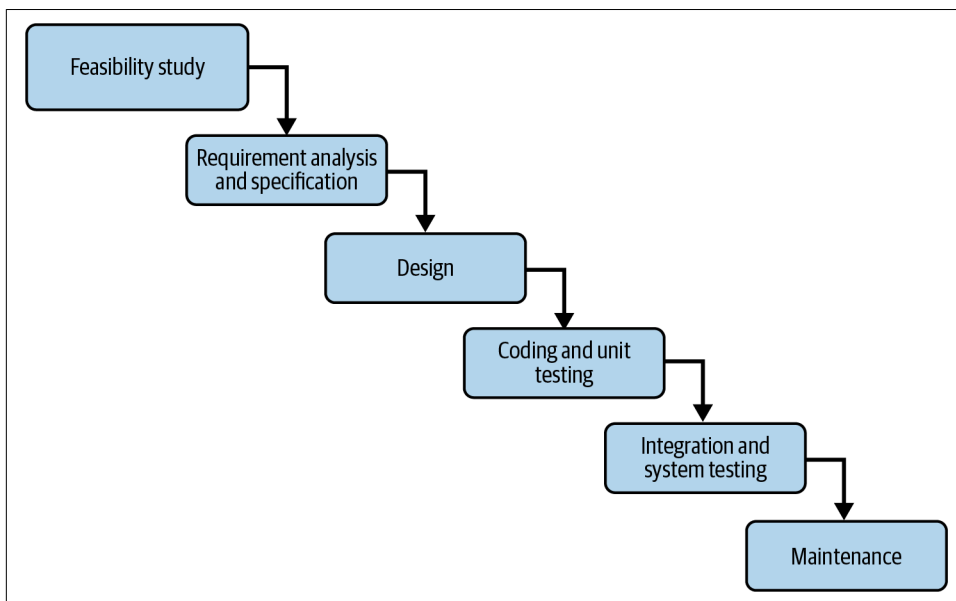 Feasibility study
Requirement analysis
and specification
Design
Coding and unit
testing
Integration and
system testing
Maintenance